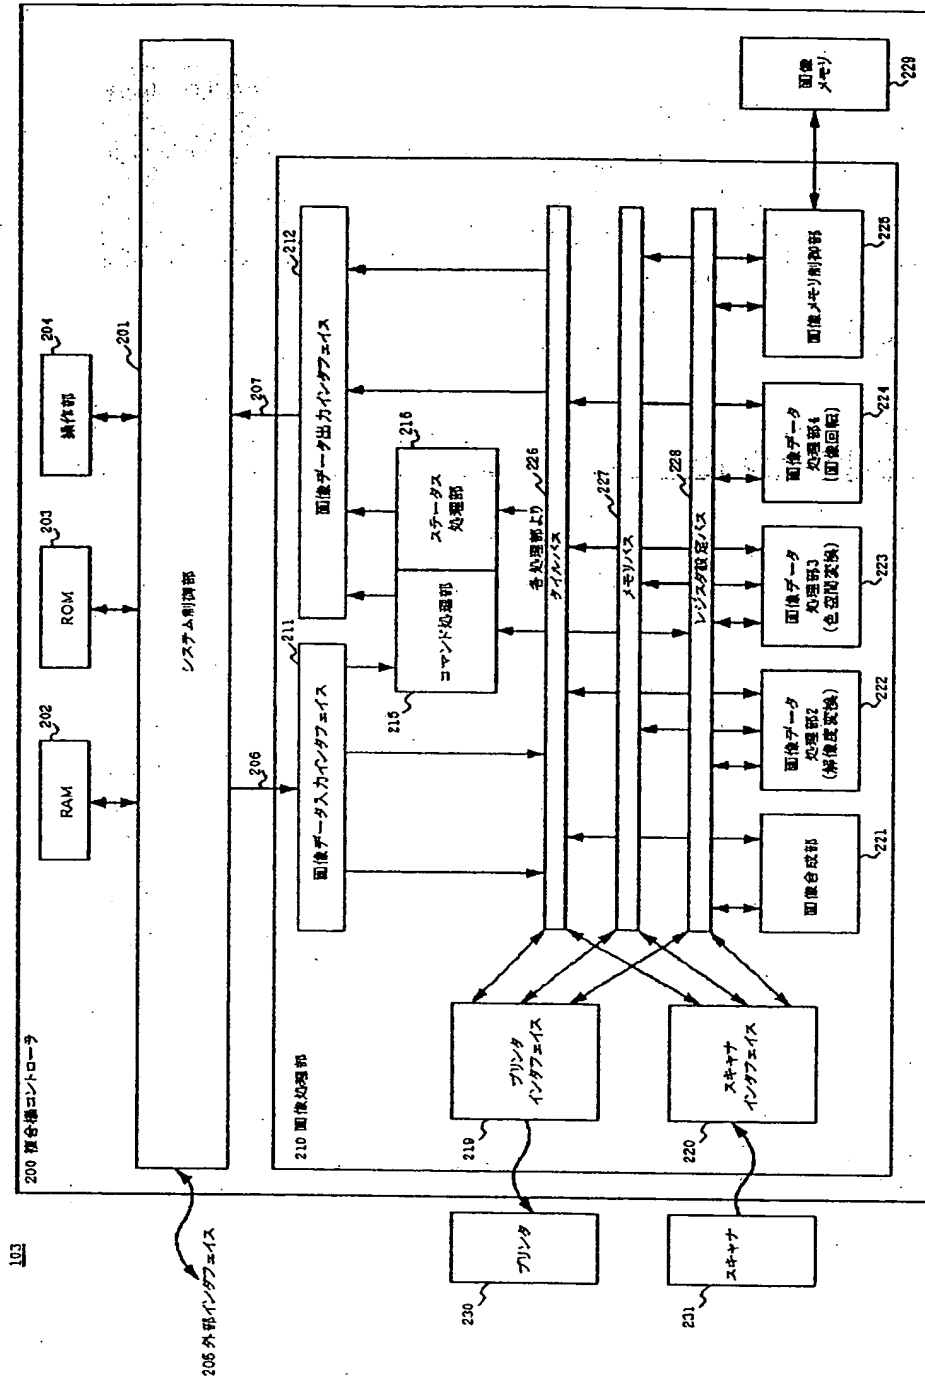 103
200 複合機コントローラ
205 外部インタフェイス
RAM
202
ROM
203
操作部
204
システム制御部
201
206
207
210 画像処理部
画像データ入力インタフェイス
211
画像データ出力インタフェイス
212
コマンド処理部
215
ステータス
処理部
216
各処理部より
226
タイルバス
227
メモリバス
228
レジスタ設定バス
プリンタ
インタフェイス
219
スキャナ
インタフェイス
220
プリンタ
230
スキャナ
231
画像合成部
221
画像データ
処理部2
(解像度変換)
222
画像データ
処理部3
(色空間変換)
223
画像データ
処理部4
(画像回転)
224
画像メモリ制御部
225
画像
メモリ
229